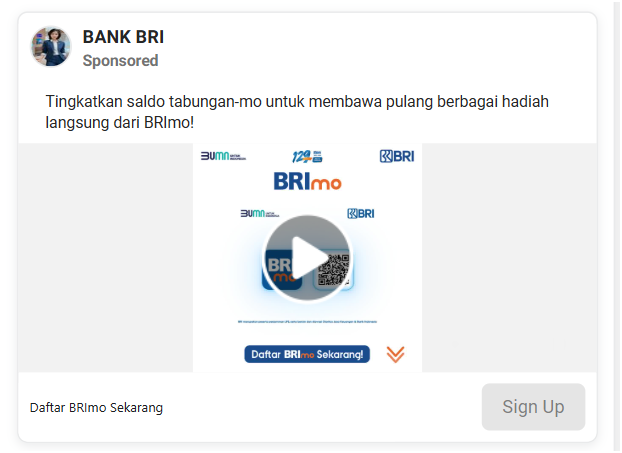 BANK BRI
Sponsored
Tingkatkan saldo tabungan-mo untuk membawa pulang berbagai hadiah
langsung dari BRImo!
BUMN 129 BRI
BRImo
BUMN BRI
BRI
mo
Daftar BRImo Sekarang!
Daftar BRImo Sekarang
Sign Up